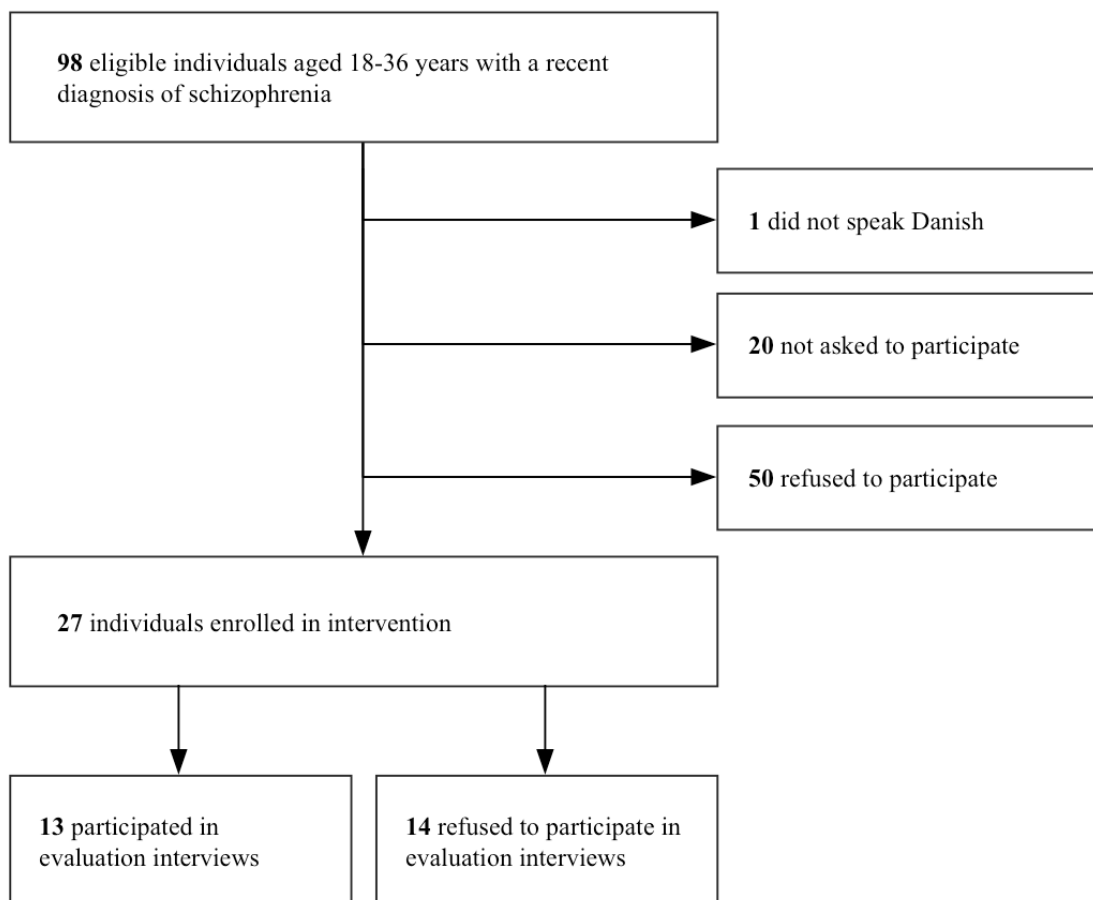 98 eligible individuals aged 18-36 years with a recent
diagnosis of schizophrenia
1 did not speak Danish
20 not asked to participate
50 refused to participate
27 individuals enrolled in intervention
13 participated in
evaluation interviews
14 refused to participate in
evaluation interviews